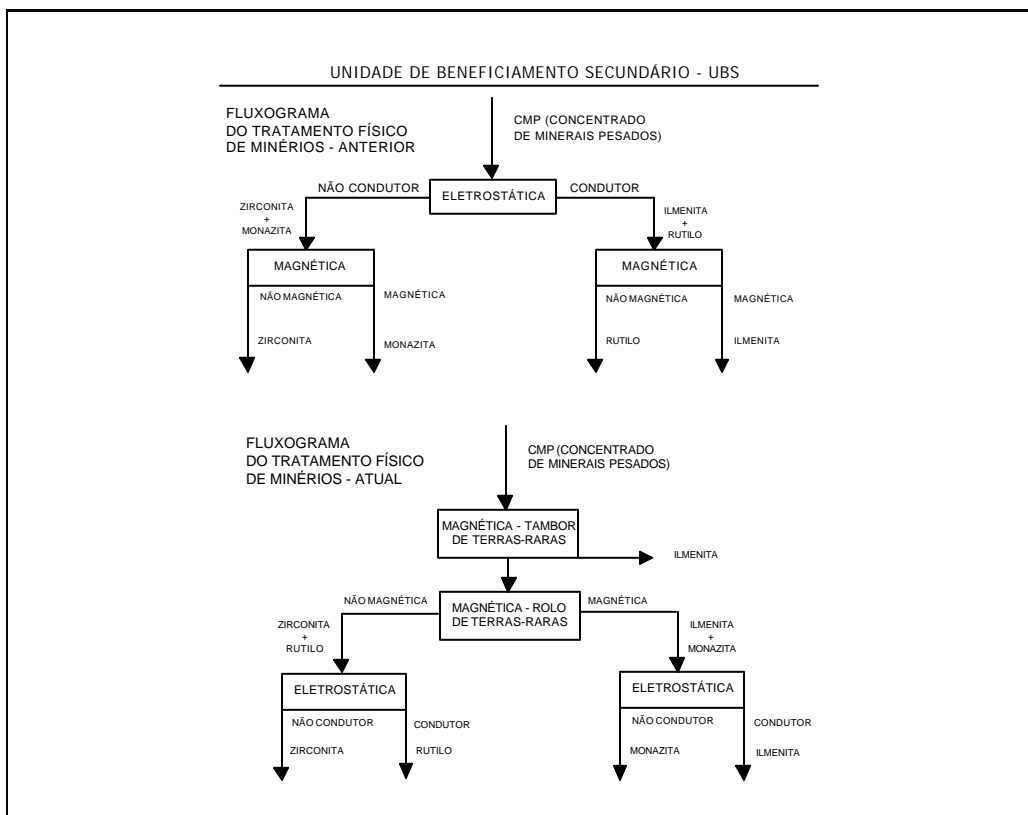 UNIDADE DE BENEFICIAMENTO SECUNDÁRIO - UBS
FLUXOGRAMA
DO TRATAMENTO FÍSICO
DE MINÉRIOS - ANTERIOR
CMP (CONCENTRADO
DE MINERAIS PESADOS)
NÃO CONDUTOR
ELETROSTÁTICA
CONDUTOR
ZIRCONITA
+
MONAZITA
ILMENITA
+
RUTILO
MAGNÉTICA
MAGNÉTICA
NÃO MAGNÉTICA
MAGNÉTICA
NÃO MAGNÉTICA
MAGNÉTICA
ZIRCONITA
MONAZITA
RUTILO
ILMENITA
FLUXOGRAMA
DO TRATAMENTO FÍSICO
DE MINÉRIOS - ATUAL
CMP (CONCENTRADO
DE MINERAIS PESADOS)
MAGNÉTICA - TAMBOR
DE TERRAS-RARAS
ILMENITA
NÃO MAGNÉTICA
MAGNÉTICA - ROLO
DE TERRAS-RARAS
MAGNÉTICA
ZIRCONITA
+
RUTILO
ILMENITA
+
MONAZITA
ELETROSTÁTICA
ELETROSTÁTICA
NÃO CONDUTOR
CONDUTOR
NÃO CONDUTOR
CONDUTOR
ZIRCONITA
RUTILO
MONAZITA
ILMENITA